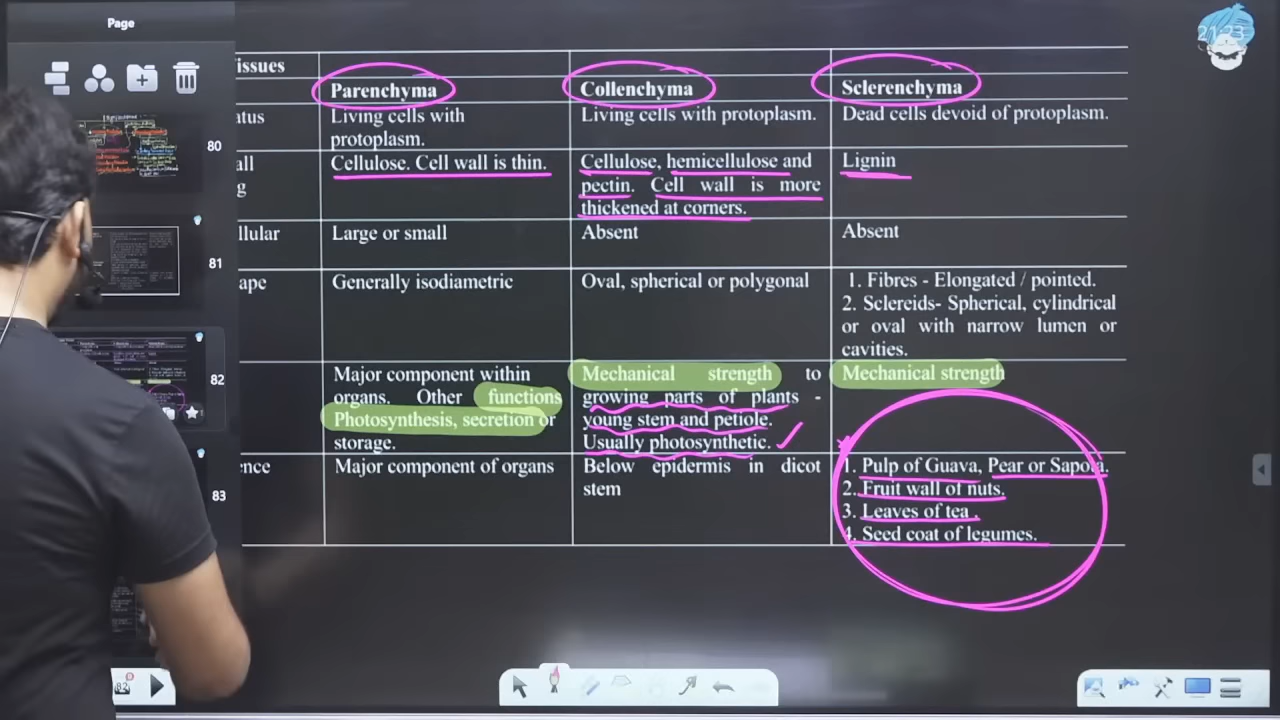 Page
21:23
issues
Parenchyma
Collenchyma
Sclerenchyma
atus
Living cells with
protoplasm.
Living cells with protoplasm.
Dead cells devoid of protoplasm.
all
g
Cellulose. Cell wall is thin.
Cellulose, hemicellulose and
pectin. Cell wall is more
thickened at corners.
Lignin
llular
Large or small
Absent
Absent
ape
Generally isodiametric
Oval, spherical or polygonal
1. Fibres - Elongated / pointed.
2. Sclereids- Spherical, cylindrical
or oval with narrow lumen or
cavities.
Major component within
organs. Other functions
Photosynthesis, secretion or
storage.
Mechanical strength to
growing parts of plants -
young stem and petiole.
Usually photosynthetic.
Mechanical strength
ence
Major component of organs
Below epidermis in dicot
stem
1. Pulp of Guava, Pear or Sapota.
2. Fruit wall of nuts.
3. Leaves of tea .
4. Seed coat of legumes.
80
81
82
83
82